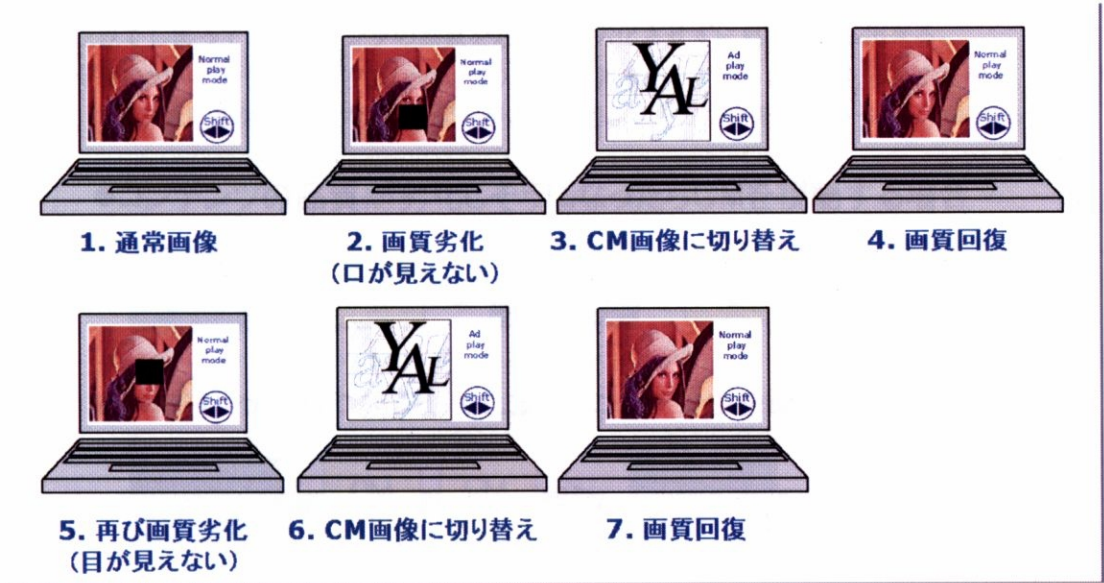 Normal
play
mode
Shift
Normal
play
mode
Shift
YAL
Ad
play
mode
Shift
Normal
play
mode
Shift
1. 通常画像
2. 画質劣化
(口が見えない)
3. CM画像に切り替え
4. 画質回復
Normal
play
mode
Shift
YAL
Ad
play
mode
Shift
Normal
play
mode
Shift
5. 再び画質劣化
(目が見えない)
6. CM画像に切り替え
7. 画質回復